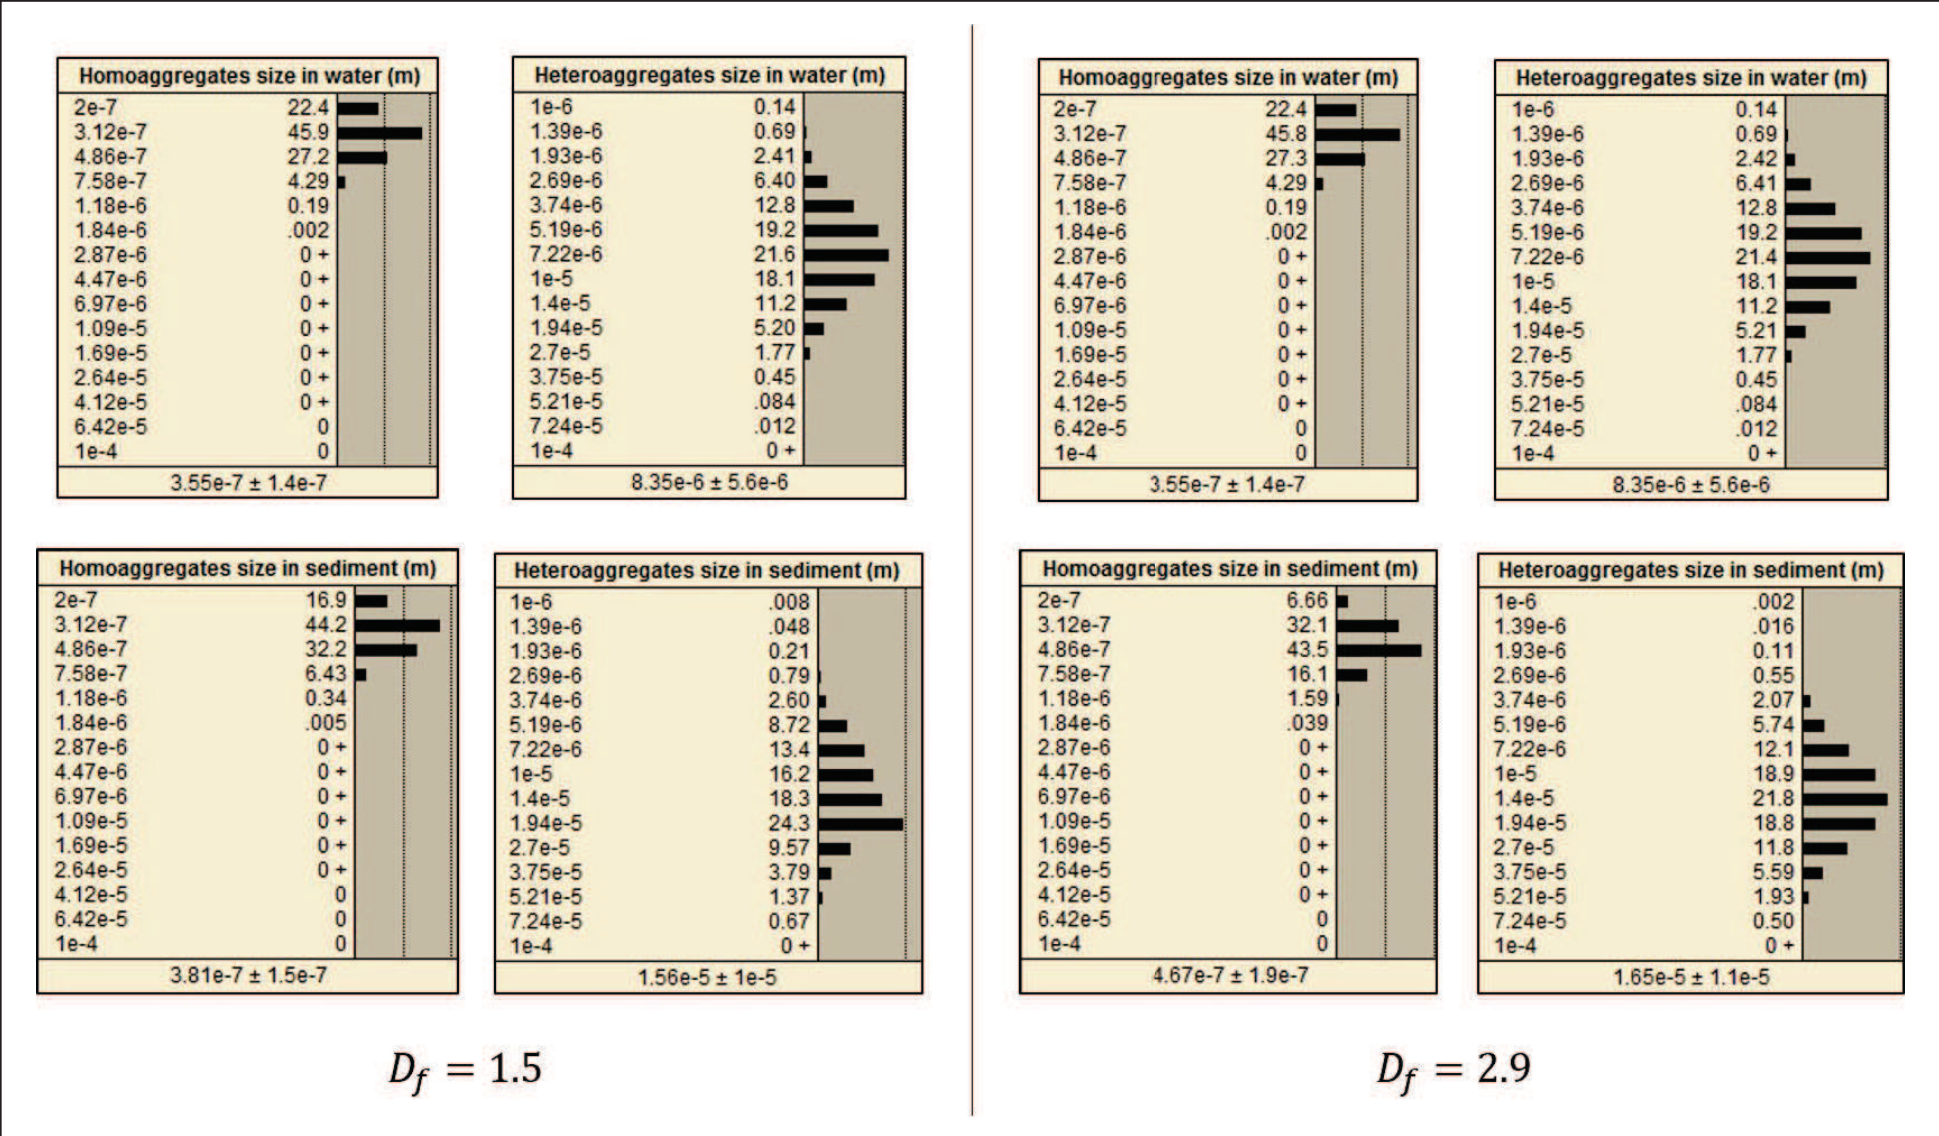 Homoaggregates size in water (m)
2e-7 22.4
3.12e-7 45.9
4.86e-7 27.2
7.58e-7 4.29
1.18e-6 0.19
1.84e-6 .002
2.87e-6 0 +
4.47e-6 0 +
6.97e-6 0 +
1.09e-5 0 +
1.69e-5 0 +
2.64e-5 0 +
4.12e-5 0 +
6.42e-5 0
1e-4 0
3.55e-7 ± 1.4e-7
Heteroaggregates size in water (m)
1e-6 0.14
1.39e-6 0.69
1.93e-6 2.41
2.69e-6 6.40
3.74e-6 12.8
5.19e-6 19.2
7.22e-6 21.6
1e-5 18.1
1.4e-5 11.2
1.94e-5 5.20
2.7e-5 1.77
3.75e-5 0.45
5.21e-5 .084
7.24e-5 .012
1e-4 0 +
8.35e-6 ± 5.6e-6
Homoaggregates size in sediment (m)
2e-7 16.9
3.12e-7 44.2
4.86e-7 32.2
7.58e-7 6.43
1.18e-6 0.34
1.84e-6 .005
2.87e-6 0 +
4.47e-6 0 +
6.97e-6 0 +
1.09e-5 0 +
1.69e-5 0 +
2.64e-5 0 +
4.12e-5 0
6.42e-5 0
1e-4 0
3.81e-7 ± 1.5e-7
Heteroaggregates size in sediment (m)
1e-6 .008
1.39e-6 .048
1.93e-6 0.21
2.69e-6 0.79
3.74e-6 2.60
5.19e-6 8.72
7.22e-6 13.4
1e-5 16.2
1.4e-5 18.3
1.94e-5 24.3
2.7e-5 9.57
3.75e-5 3.79
5.21e-5 1.37
7.24e-5 0.67
1e-4 0 +
1.56e-5 ± 1e-5
D_f = 1.5
Homoaggregates size in water (m)
2e-7 22.4
3.12e-7 45.8
4.86e-7 27.3
7.58e-7 4.29
1.18e-6 0.19
1.84e-6 .002
2.87e-6 0 +
4.47e-6 0 +
6.97e-6 0 +
1.09e-5 0 +
1.69e-5 0 +
2.64e-5 0 +
4.12e-5 0 +
6.42e-5 0
1e-4 0
3.55e-7 ± 1.4e-7
Heteroaggregates size in water (m)
1e-6 0.14
1.39e-6 0.69
1.93e-6 2.42
2.69e-6 6.41
3.74e-6 12.8
5.19e-6 19.2
7.22e-6 21.4
1e-5 18.1
1.4e-5 11.2
1.94e-5 5.21
2.7e-5 1.77
3.75e-5 0.45
5.21e-5 .084
7.24e-5 .012
1e-4 0 +
8.35e-6 ± 5.6e-6
Homoaggregates size in sediment (m)
2e-7 6.66
3.12e-7 32.1
4.86e-7 43.5
7.58e-7 16.1
1.18e-6 1.59
1.84e-6 .039
2.87e-6 0 +
4.47e-6 0 +
6.97e-6 0 +
1.09e-5 0 +
1.69e-5 0 +
2.64e-5 0 +
4.12e-5 0 +
6.42e-5 0
1e-4 0
4.67e-7 ± 1.9e-7
Heteroaggregates size in sediment (m)
1e-6 .002
1.39e-6 .016
1.93e-6 0.11
2.69e-6 0.55
3.74e-6 2.07
5.19e-6 5.74
7.22e-6 12.1
1e-5 18.9
1.4e-5 21.8
1.94e-5 18.8
2.7e-5 11.8
3.75e-5 5.59
5.21e-5 1.93
7.24e-5 0.50
1e-4 0 +
1.65e-5 ± 1.1e-5
D_f = 2.9